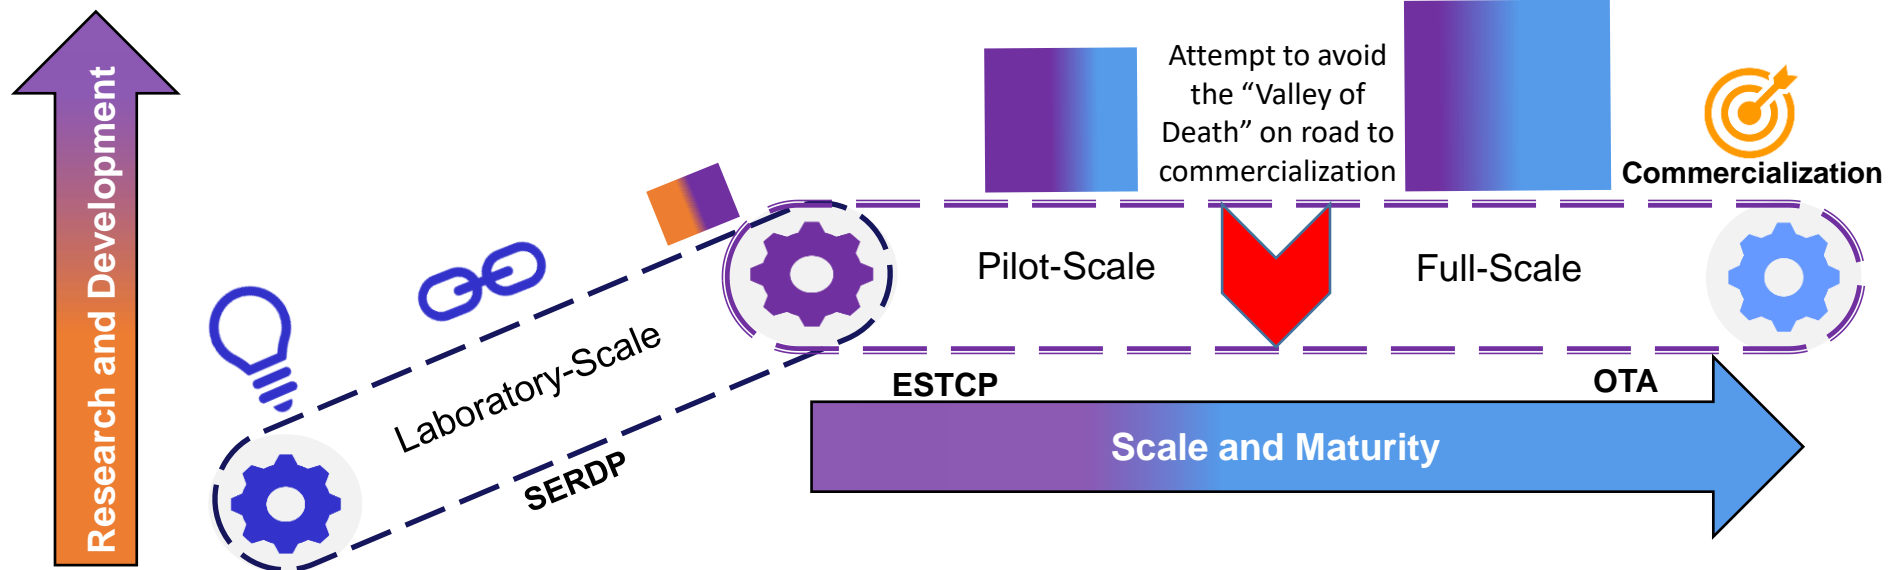 Research and Development
Laboratory-Scale
SERDP
Attempt to avoid
the “Valley of
Death” on road to
commercialization
Commercialization
Pilot-Scale
Full-Scale
ESTCP
OTA
Scale and Maturity